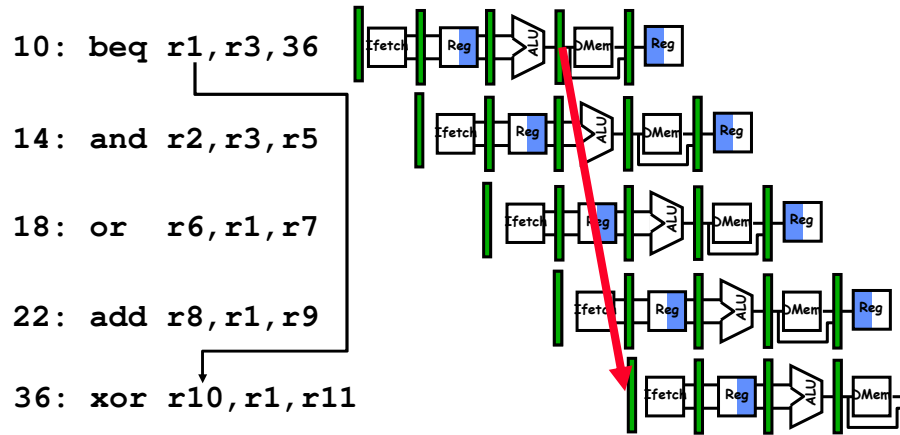 10: beq r1,r3,36
Ifetch Reg ALU DMem Reg
14: and r2,r3,r5
Ifetch Reg ALU DMem Reg
18: or r6,r1,r7
Ifetch Reg ALU DMem Reg
22: add r8,r1,r9
Ifetch Reg ALU DMem Reg
36: xor r10,r1,r11
Ifetch Reg ALU DMem